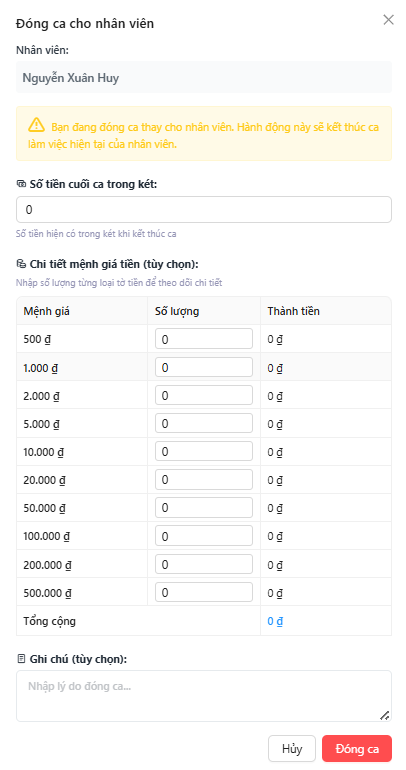 Đóng ca cho nhân viên
Nhân viên:
Nguyễn Xuân Huy
Bạn đang đóng ca thay cho nhân viên. Hành động này sẽ kết thúc ca
làm việc hiện tại của nhân viên.
Số tiền cuối ca trong két:
0
Số tiền hiện có trong két khi kết thúc ca
Chi tiết mệnh giá tiền (tùy chọn):
Nhập số lượng từng loại tờ tiền để theo dõi chi tiết
Mệnh giá Số lượng Thành tiền
500 ₫ 0 0 ₫
1.000 ₫ 0 0 ₫
2.000 ₫ 0 0 ₫
5.000 ₫ 0 0 ₫
10.000 ₫ 0 0 ₫
20.000 ₫ 0 0 ₫
50.000 ₫ 0 0 ₫
100.000 ₫ 0 0 ₫
200.000 ₫ 0 0 ₫
500.000 ₫ 0 0 ₫
Tổng cộng 0 ₫
Ghi chú (tùy chọn):
Nhập lý do đóng ca...
Hủy Đóng ca